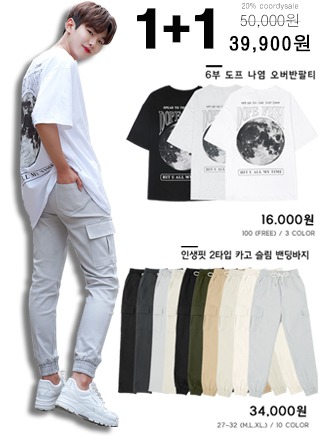 20% coordysale
1+1
50,000원
39,900원
6부 도프 나염 오버반팔티
16.000원
100 (FREE) / 3 COLOR
인생핏 2타입 카고 슬림 밴딩바지
34,000원
27-32 (M,L,XL) / 10 COLOR